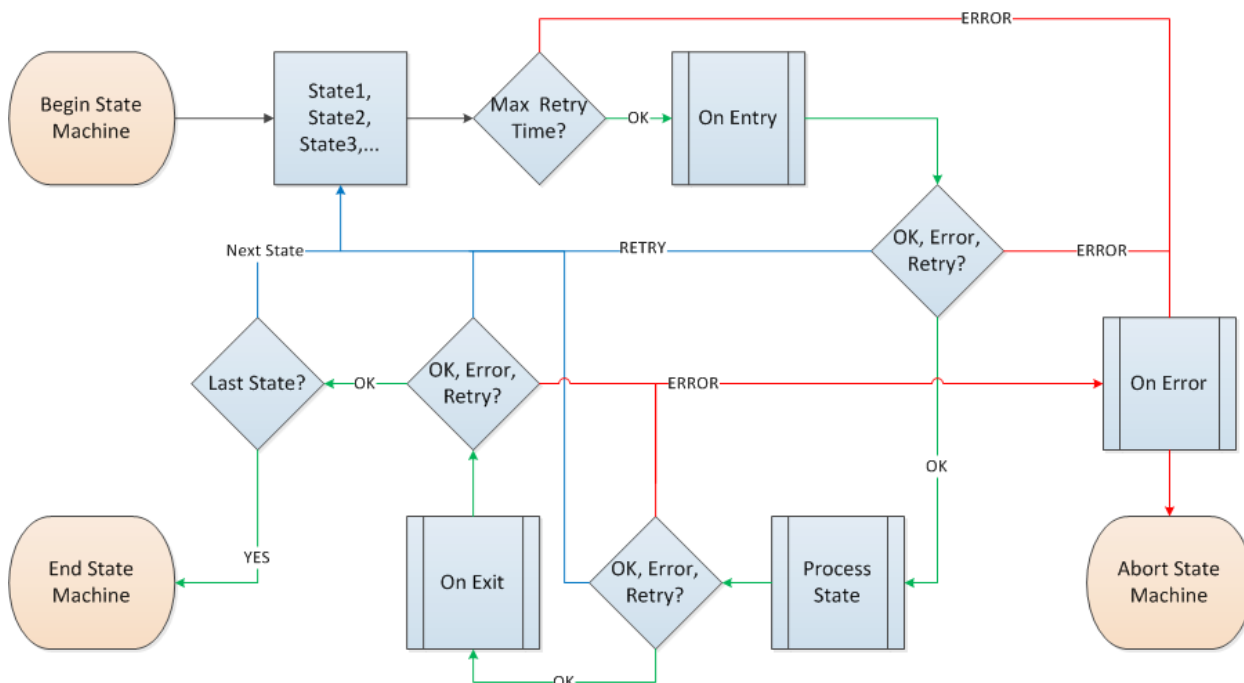 ERROR
Begin State
Machine
State1,
State2,
State3,...
Max Retry
Time?
OK
On Entry
Next State
RETRY
OK, Error,
Retry?
ERROR
Last State?
OK
OK, Error,
Retry?
ERROR
On Error
OK
YES
End State
Machine
On Exit
OK, Error,
Retry?
Process
State
Abort State
Machine
OK